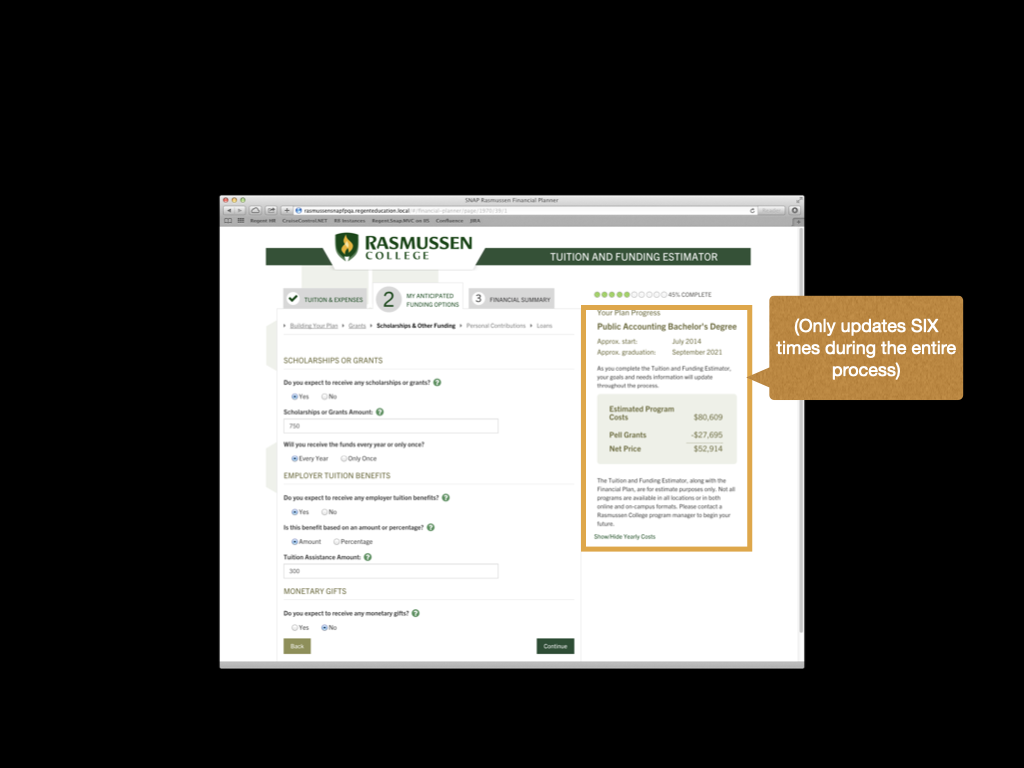 SNAP Rasmussen Financial Planner
rasmussensnapfpqa.regenteducation.local
Reader
Regent HR CruiseControl.NET RR Instances Regent.Snap.MVC on IIS Confluence JIRA
RASMUSSEN
COLLEGE
TUITION AND FUNDING ESTIMATOR
TUITION & EXPENSES
2
MY ANTICIPATED
FUNDING OPTIONS
3
FINANCIAL SUMMARY
45% COMPLETE
Building Your Plan Grants Scholarships & Other Funding Personal Contributions Loans
SCHOLARSHIPS OR GRANTS
Do you expect to receive any scholarships or grants? ?
Yes No
Scholarships or Grants Amount: ?
750
Will you receive the funds every year or only once?
Every Year Only Once
EMPLOYER TUITION BENEFITS
Do you expect to receive any employer tuition benefits? ?
Yes No
Is this benefit based on an amount or percentage? ?
Amount Percentage
Tuition Assistance Amount: ?
300
MONETARY GIFTS
Do you expect to receive any monetary gifts? ?
Yes No
Back
Continue
Your Plan Progress
Public Accounting Bachelor's Degree
Approx. start: July 2014
Approx. graduation: September 2021
As you complete the Tuition and Funding Estimator,
your goals and needs information will update
throughout the process.
Estimated Program
Costs $80,609
Pell Grants -$27,695
Net Price $52,914
The Tuition and Funding Estimator, along with the
Financial Plan, are for estimate purposes only. Not all
programs are available in all locations or in both
online and on-campus formats. Please contact a
Rasmussen College program manager to begin your
future.
Show/Hide Yearly Costs
(Only updates SIX
times during the entire
process)